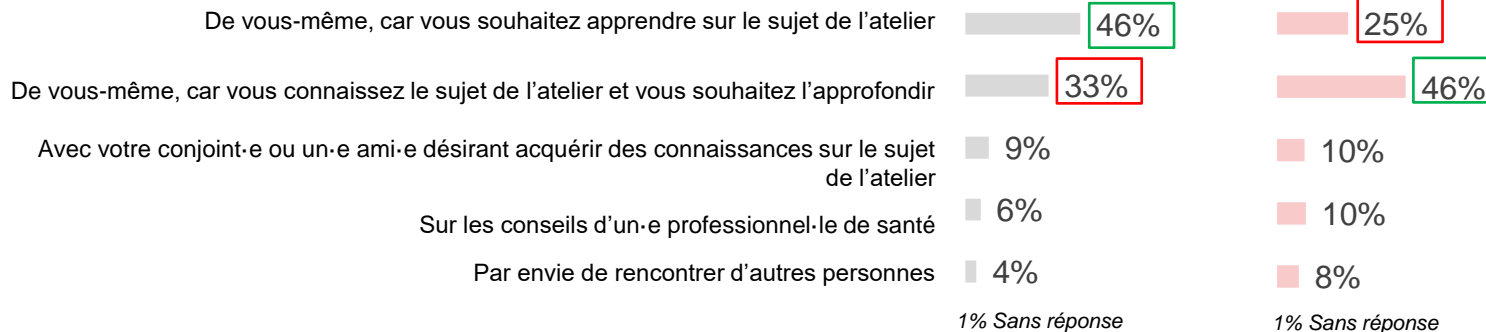 De vous-même, car vous souhaitez apprendre sur le sujet de l’atelier 46% 25%
De vous-même, car vous connaissez le sujet de l’atelier et vous souhaitez l’approfondir 33% 46%
Avec votre conjoint·e ou un·e ami·e désirant acquérir des connaissances sur le sujet 9% 10%
de l’atelier
Sur les conseils d’un·e professionnel·le de santé 6% 10%
Par envie de rencontrer d’autres personnes 4% 8%
1% Sans réponse 1% Sans réponse